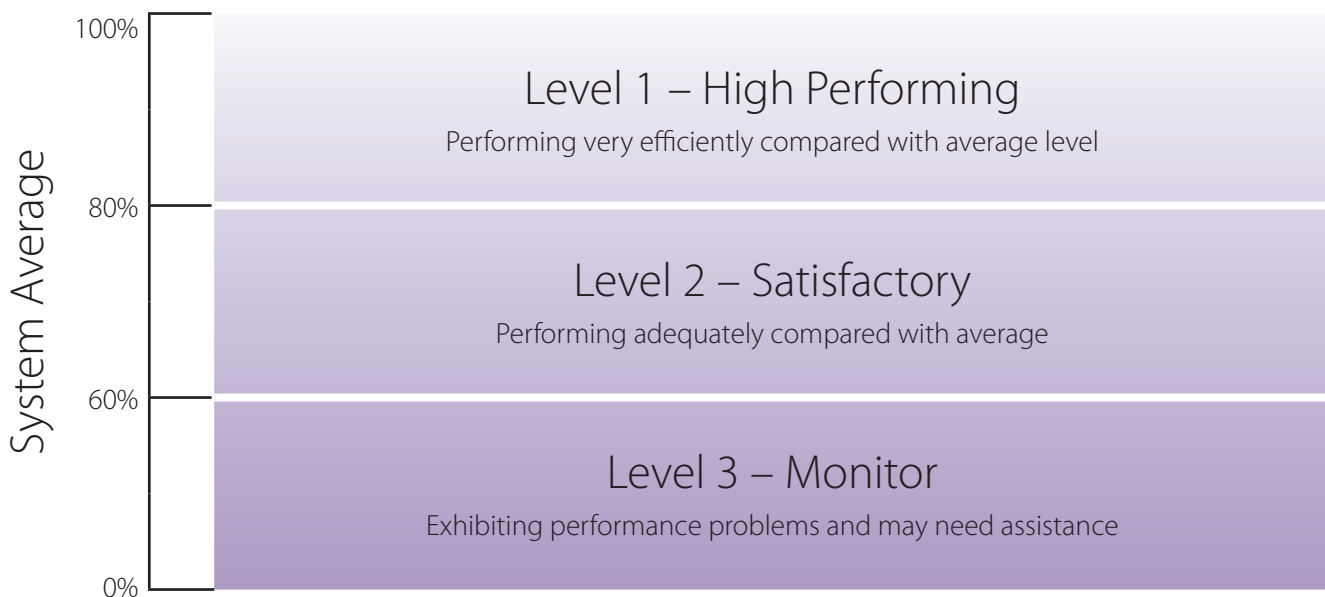 System Average
100%
Level 1 – High Performing
Performing very efficiently compared with average level
80%
Level 2 – Satisfactory
Performing adequately compared with average
60%
Level 3 – Monitor
Exhibiting performance problems and may need assistance
0%